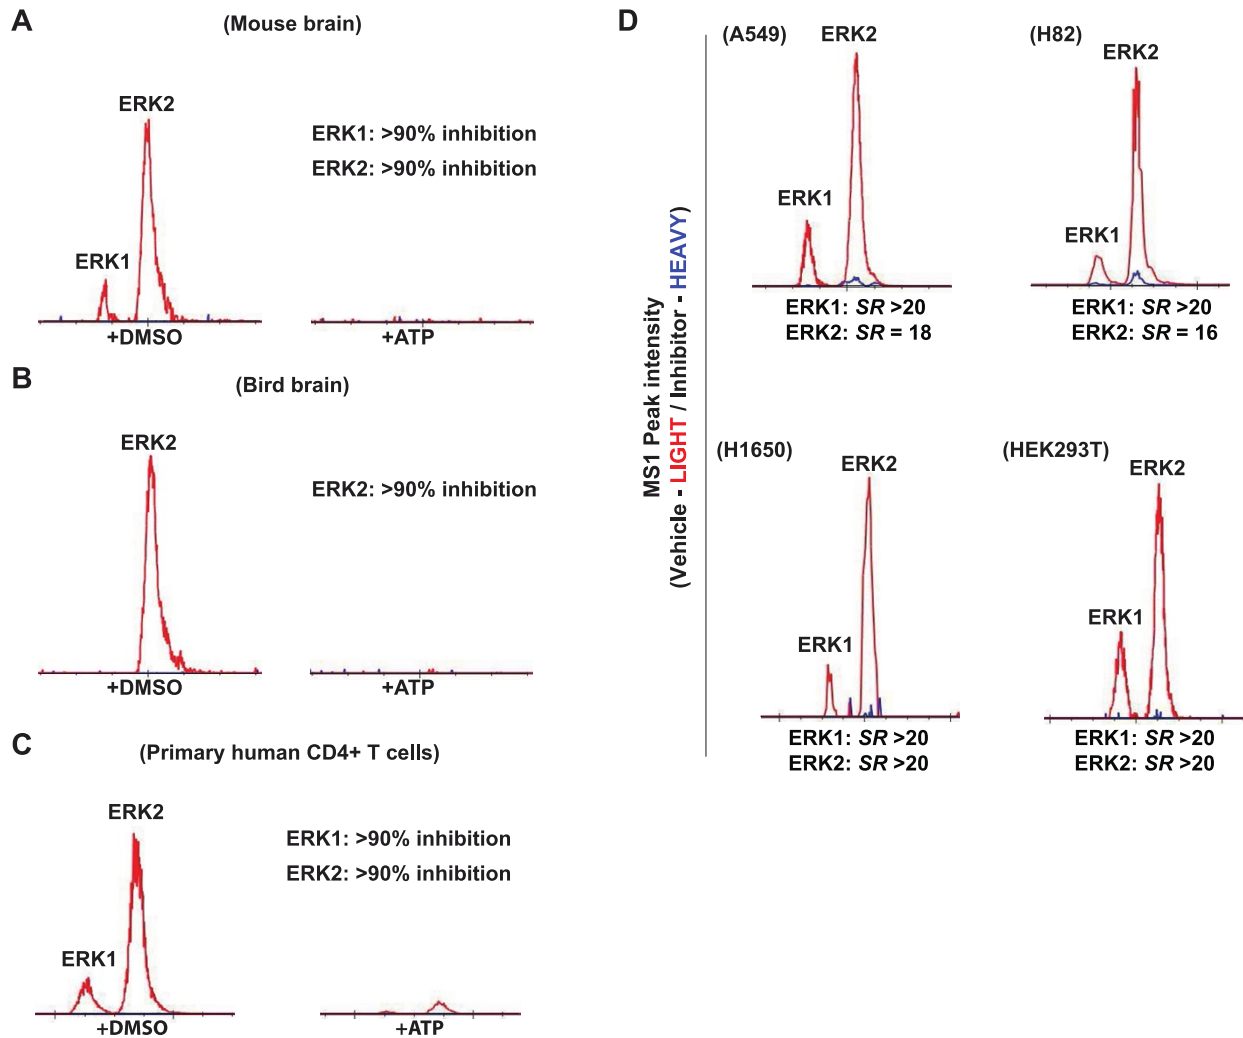 A
(Mouse brain)
ERK2
ERK1
ERK1: >90% inhibition
ERK2: >90% inhibition
+DMSO
+ATP
B
(Bird brain)
ERK2
ERK2: >90% inhibition
+DMSO
+ATP
C
(Primary human CD4+ T cells)
ERK2
ERK1
ERK1: >90% inhibition
ERK2: >90% inhibition
+DMSO
+ATP
D
MS1 Peak intensity
(Vehicle - LIGHT / Inhibitor - HEAVY)
(A549)
ERK2
ERK1
ERK1: SR >20
ERK2: SR = 18
(H82)
ERK2
ERK1
ERK1: SR >20
ERK2: SR = 16
(H1650)
ERK2
ERK1
ERK1: SR >20
ERK2: SR >20
(HEK293T)
ERK2
ERK1
ERK1: SR >20
ERK2: SR >20